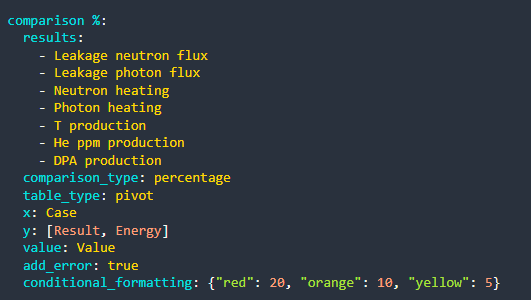 comparison %:
  results:
    - Leakage neutron flux
    - Leakage photon flux
    - Neutron heating
    - Photon heating
    - T production
    - He ppm production
    - DPA production
  comparison_type: percentage
  table_type: pivot
  x: Case
  y: [Result, Energy]
  value: Value
  add_error: true
  conditional_formatting: {"red": 20, "orange": 10, "yellow": 5}